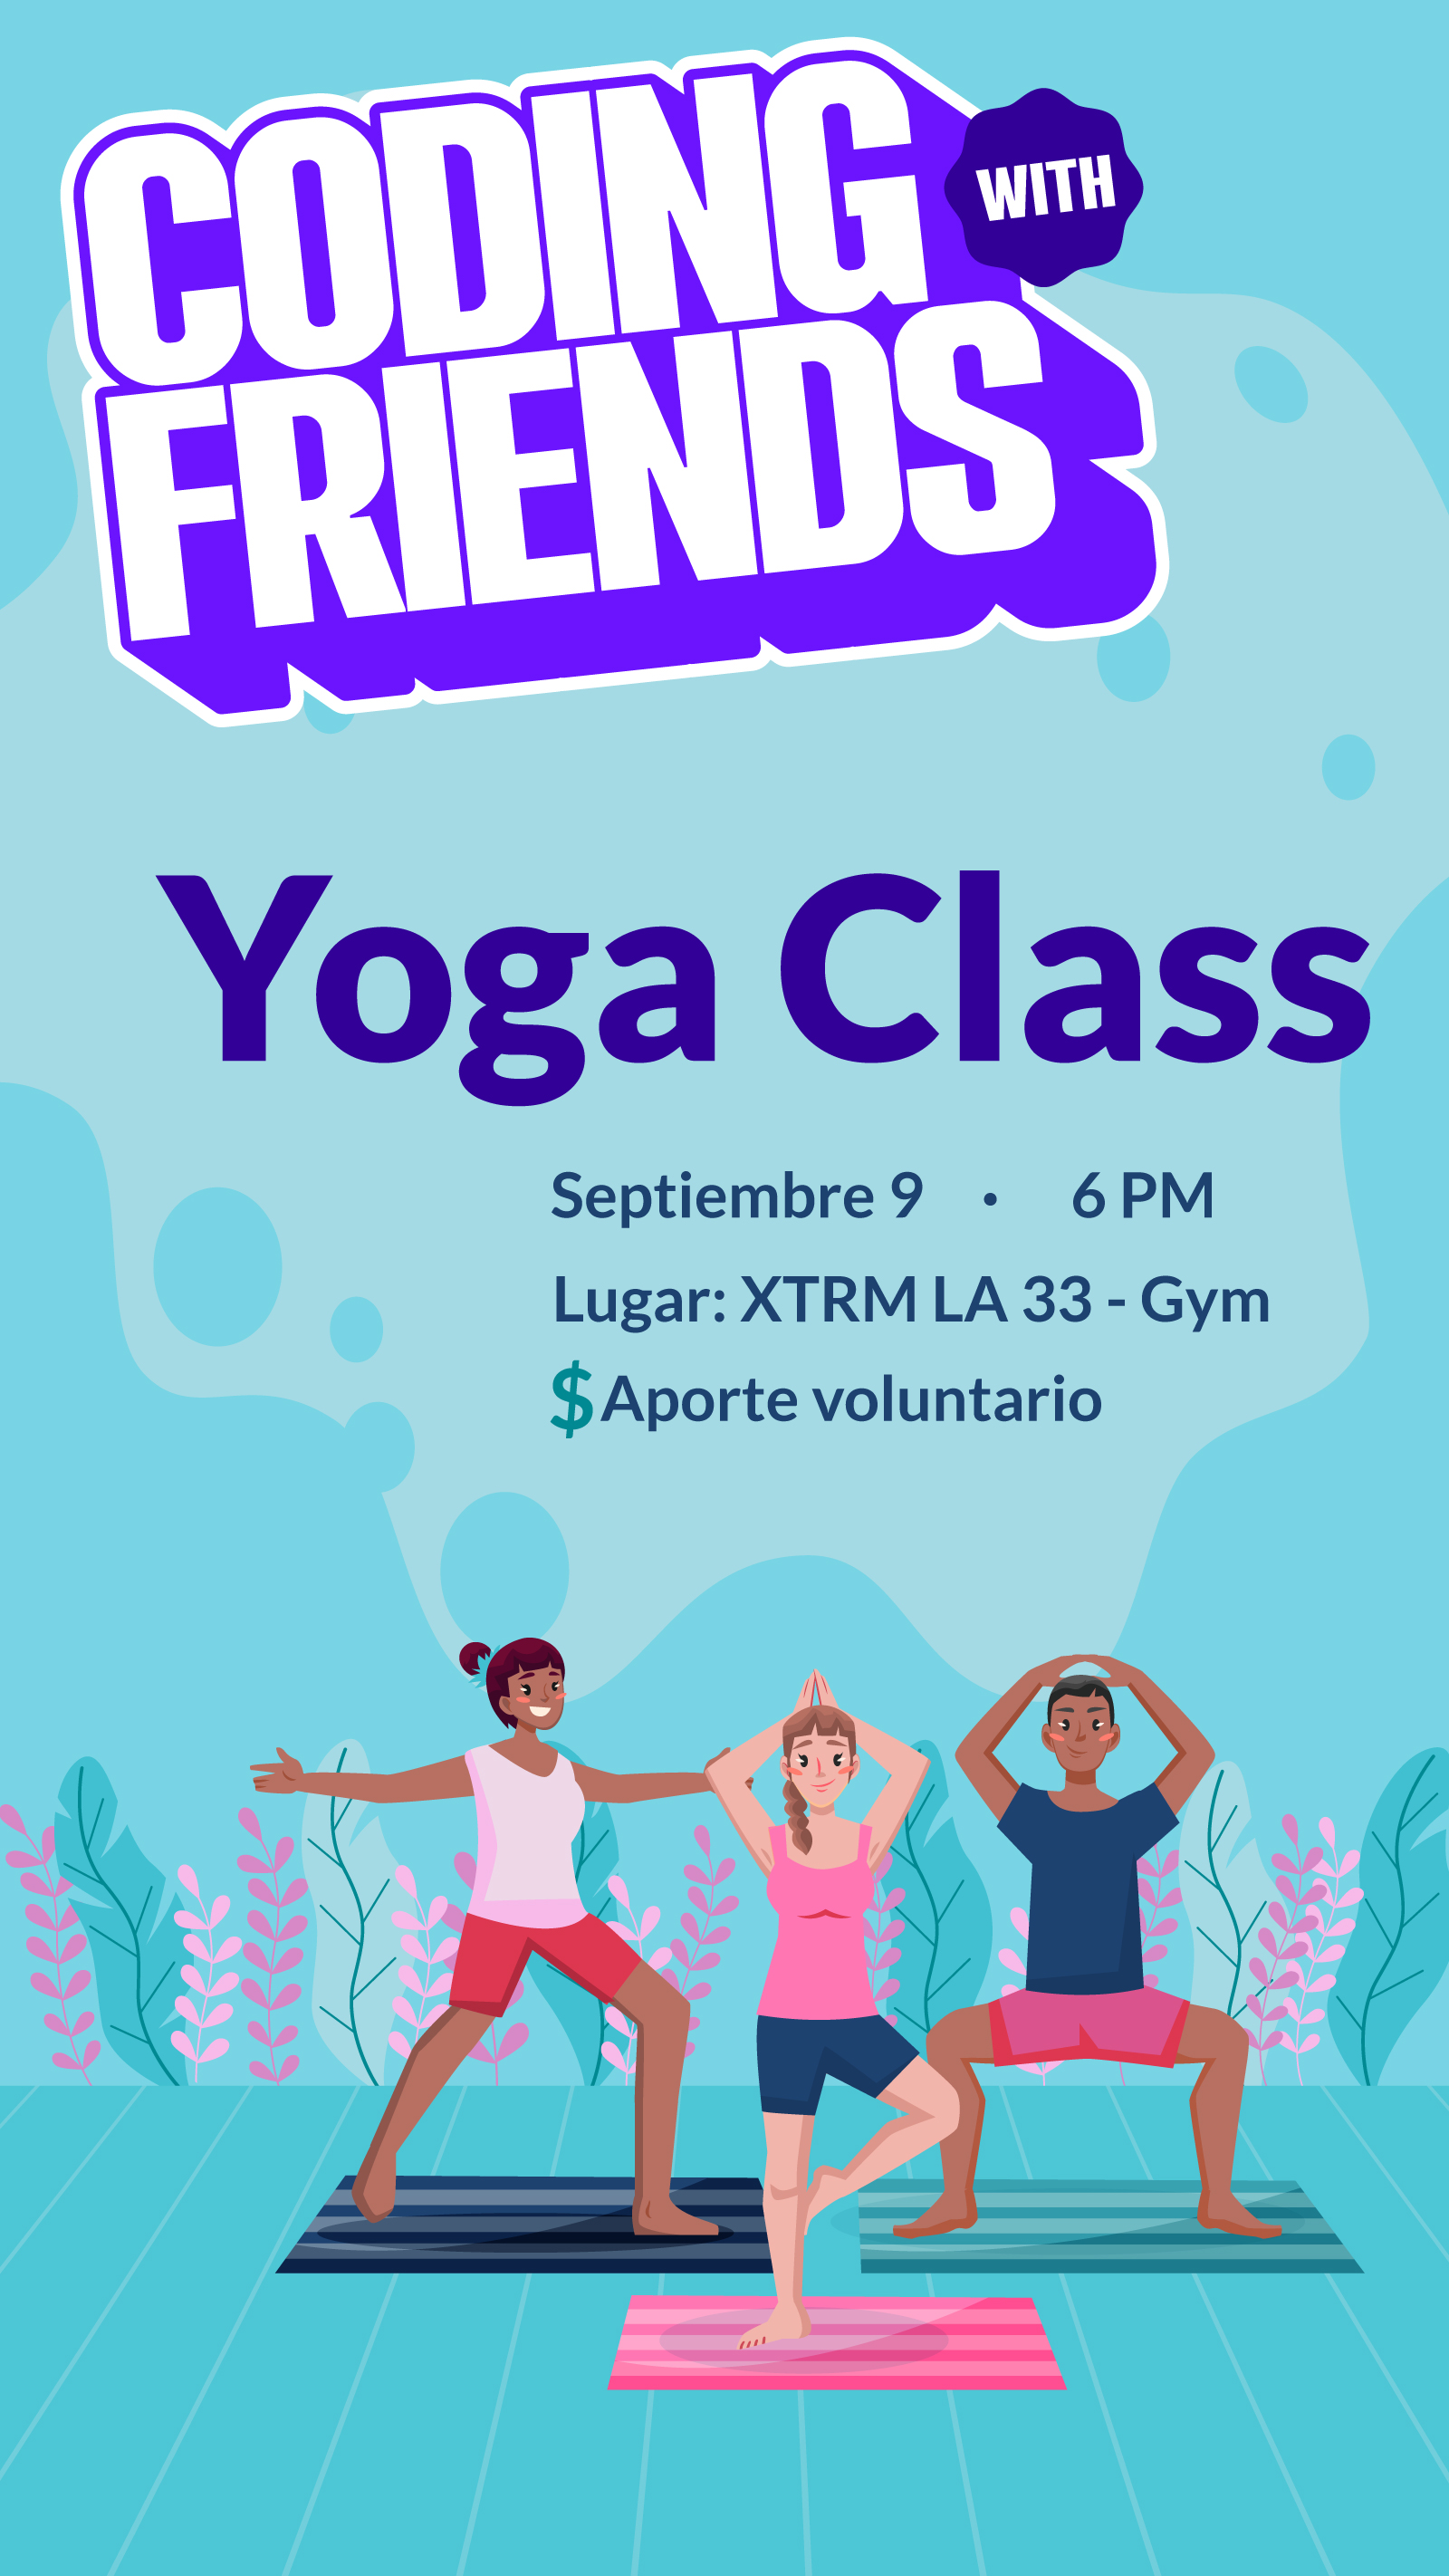 CODING WITH
FRIENDS
Yoga Class
Septiembre 9 · 6 PM
Lugar: XTRM LA 33 - Gym
$ Aporte voluntario